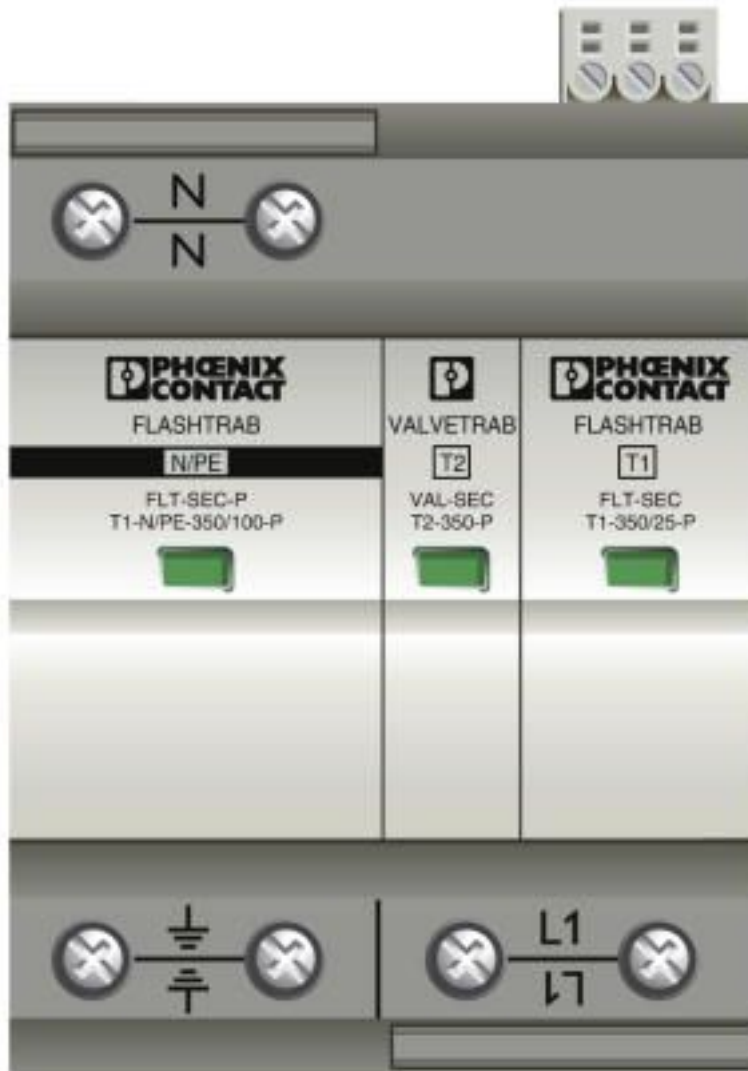 N
N
PHŒNIX
CONTACT
FLASHTRAB
N/PE
FLT-SEC-P
T1-N/PE-350/100-P
VALVETRAB
T2
VAL-SEC
T2-350-P
PHŒNIX
CONTACT
FLASHTRAB
T1
FLT-SEC
T1-350/25-P
L1
L1